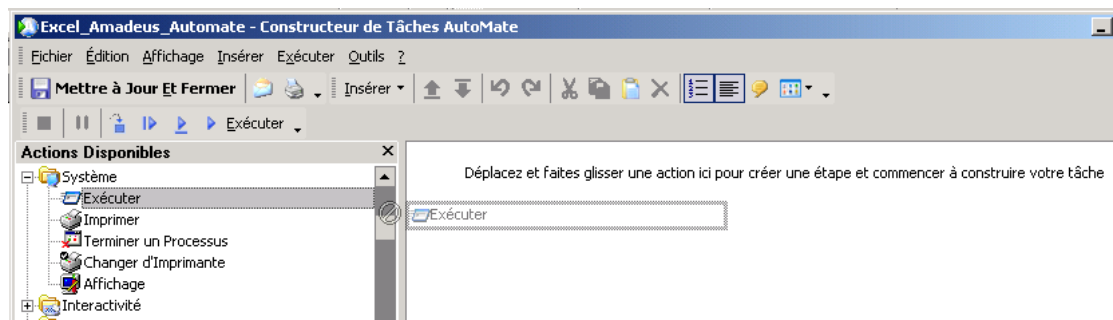 Excel_Amadeus_Automate - Constructeur de Tâches AutoMate
Fichier Édition Affichage Insérer Exécuter Outils ?
Mettre à Jour Et Fermer Insérer
Exécuter
Actions Disponibles
Système
Exécuter
Imprimer
Terminer un Processus
Changer d'Imprimante
Affichage
Interactivité
Déplacez et faites glisser une action ici pour créer une étape et commencer à construire votre tâche
Exécuter